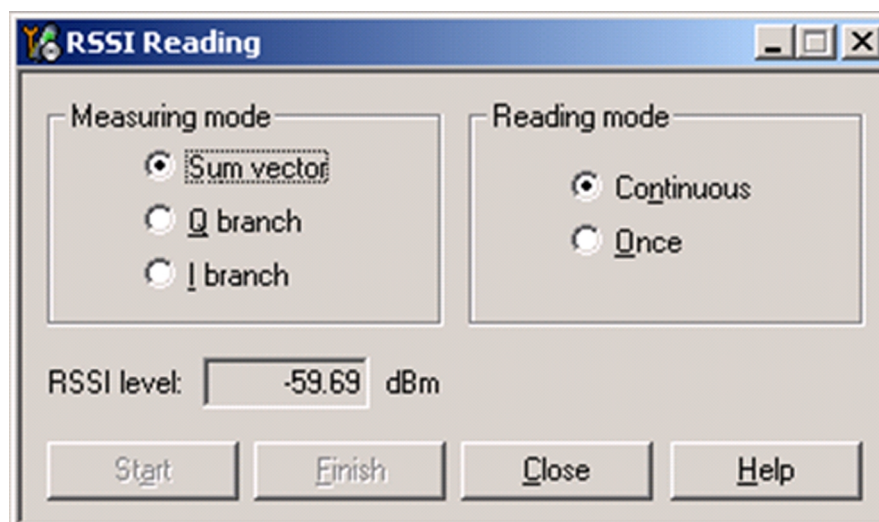 RSSI Reading
Measuring mode
Sum vector
Q branch
I branch
Reading mode
Continuous
Once
RSSI level: -59.69 dBm
Start Finish Close Help